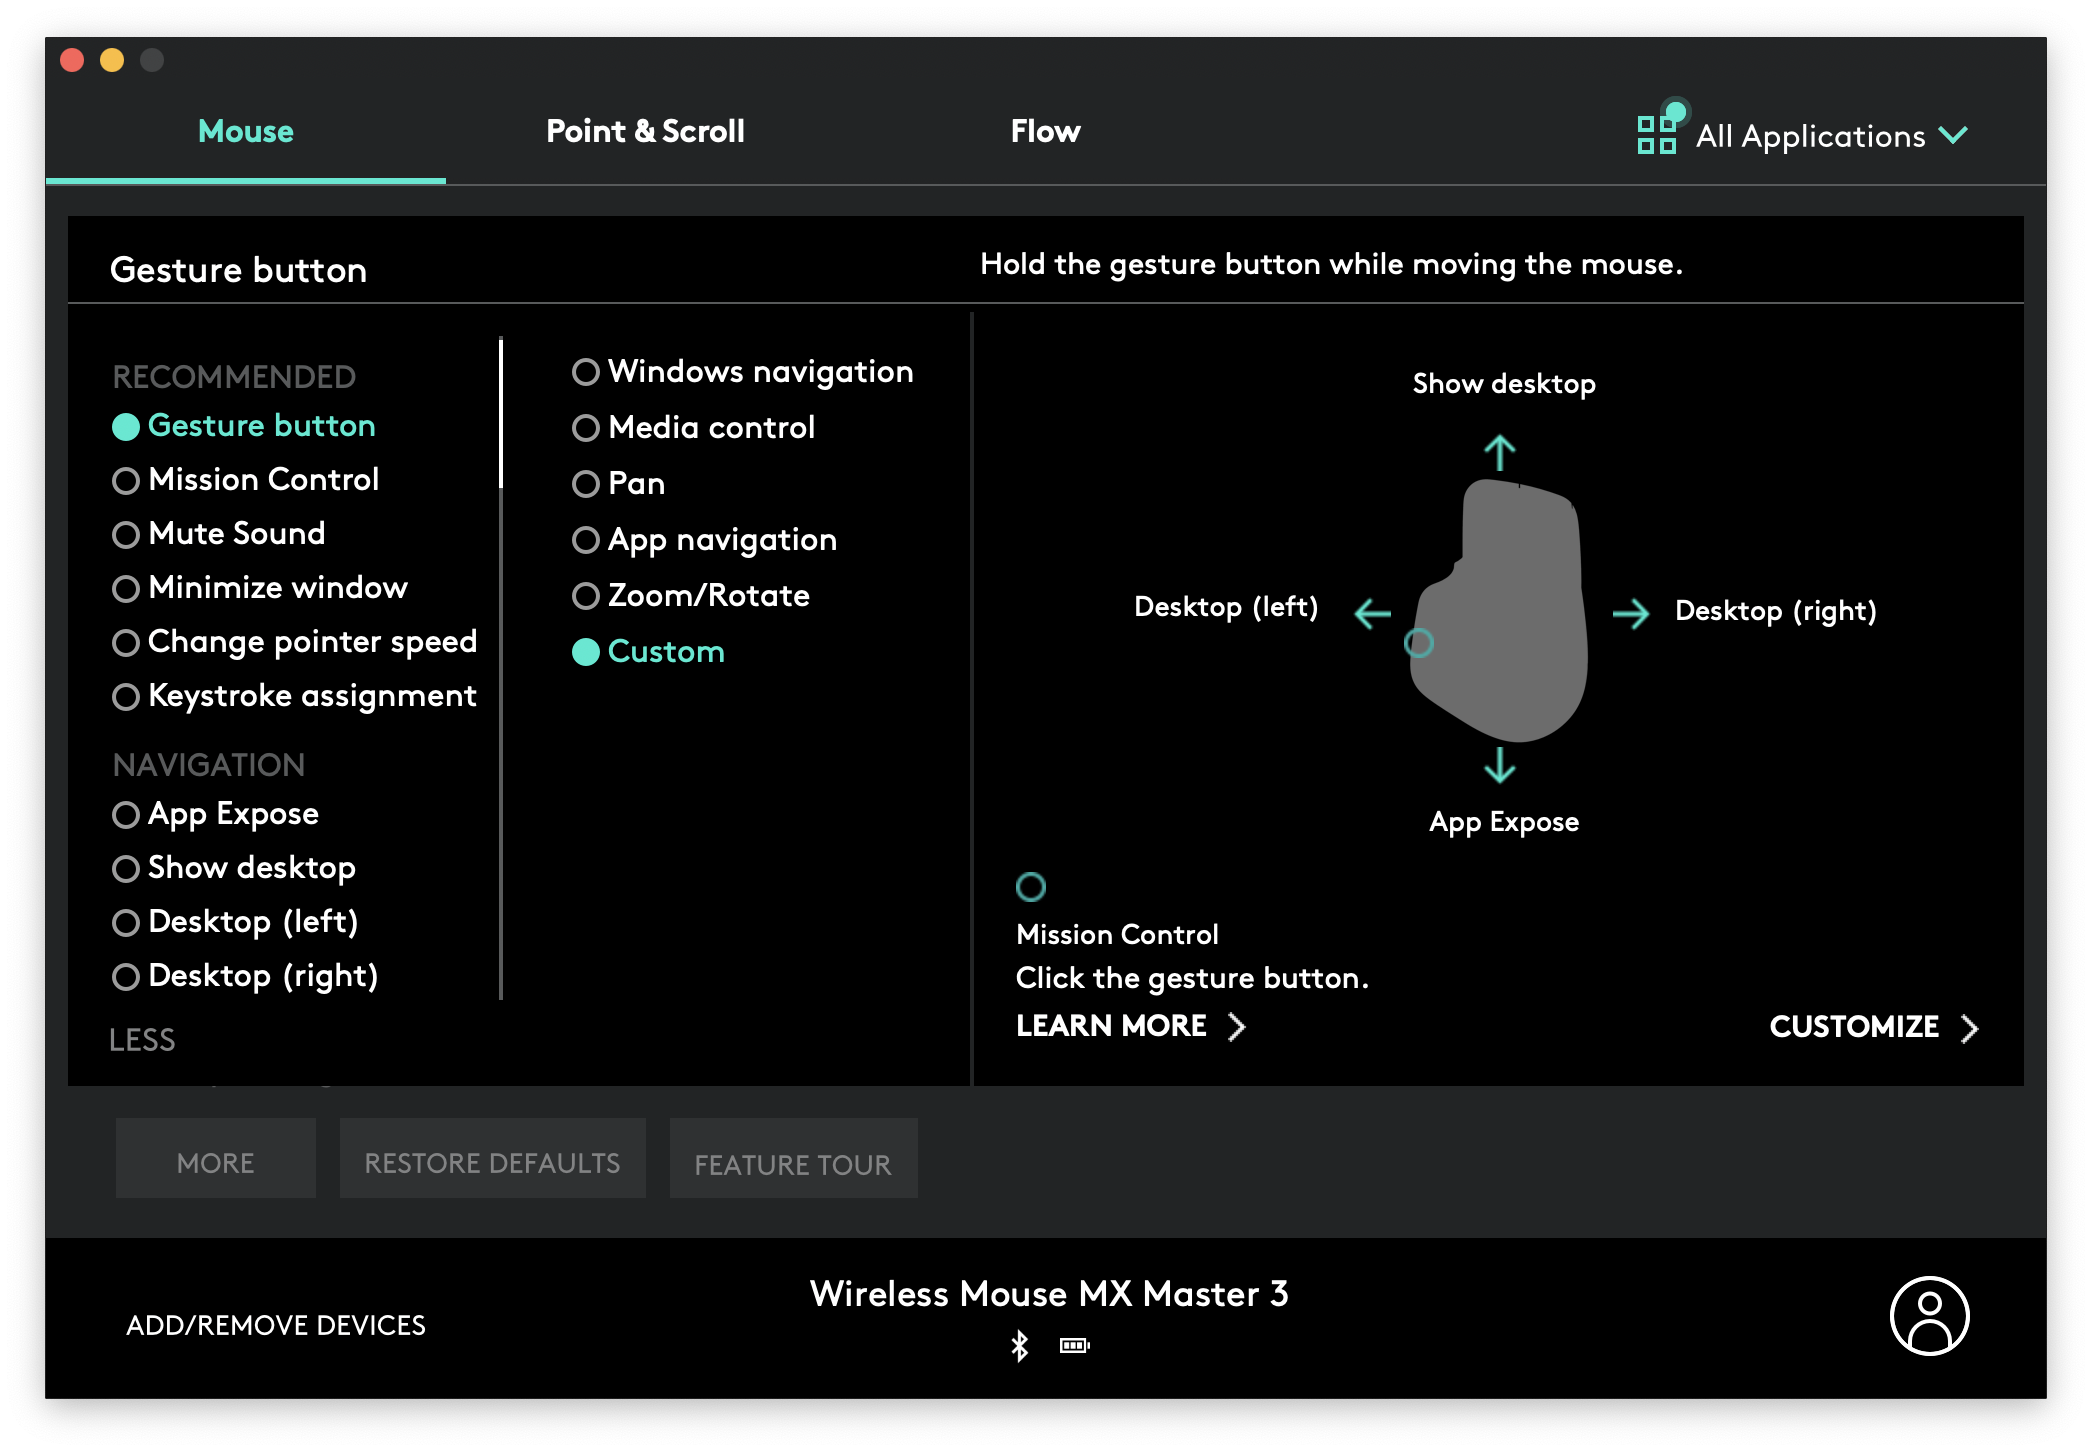 Mouse
Point & Scroll
Flow
All Applications
Gesture button
Hold the gesture button while moving the mouse.
RECOMMENDED
Gesture button
Mission Control
Mute Sound
Minimize window
Change pointer speed
Keystroke assignment
NAVIGATION
App Expose
Show desktop
Desktop (left)
Desktop (right)
LESS
Windows navigation
Media control
Pan
App navigation
Zoom/Rotate
Custom
Show desktop
Desktop (left)
Desktop (right)
App Expose
Mission Control
Click the gesture button.
LEARN MORE
CUSTOMIZE
MORE
RESTORE DEFAULTS
FEATURE TOUR
ADD/REMOVE DEVICES
Wireless Mouse MX Master 3